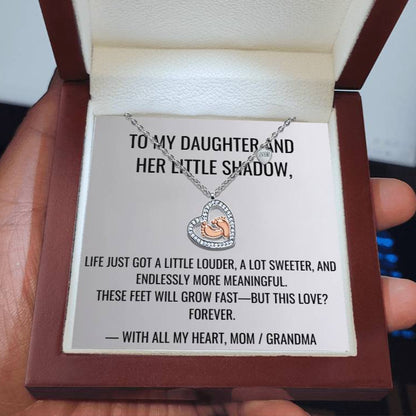 TO MY DAUGHTER AND
HER LITTLE SHADOW,
LIFE JUST GOT A LITTLE LOUDER, A LOT SWEETER, AND
ENDLESSLY MORE MEANINGFUL.
THESE FEET WILL GROW FAST—BUT THIS LOVE?
FOREVER.
— WITH ALL MY HEART, MOM / GRANDMA